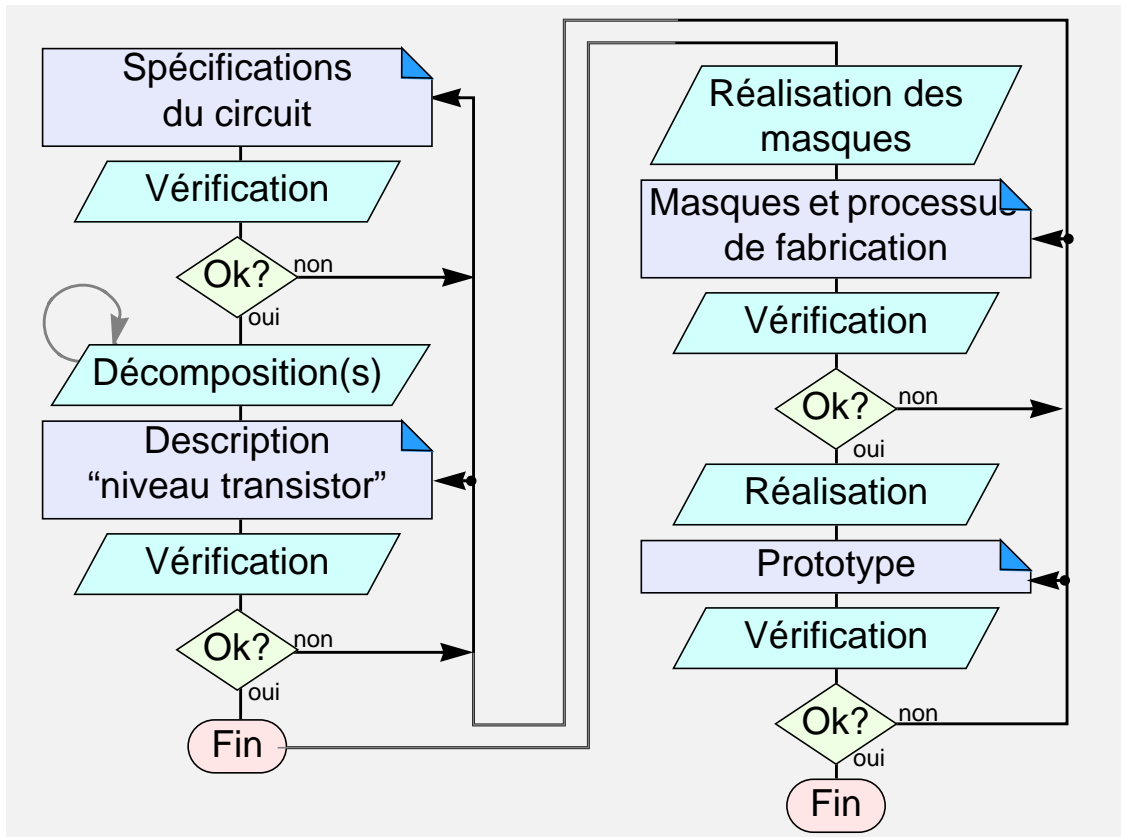 Spécifications
du circuit
Vérification
Ok?
non
oui
Décomposition(s)
Description
“niveau transistor”
Vérification
Ok?
non
oui
Fin
Réalisation des
masques
Masques et processus
de fabrication
Vérification
Ok?
non
oui
Réalisation
Prototype
Vérification
Ok?
non
oui
Fin